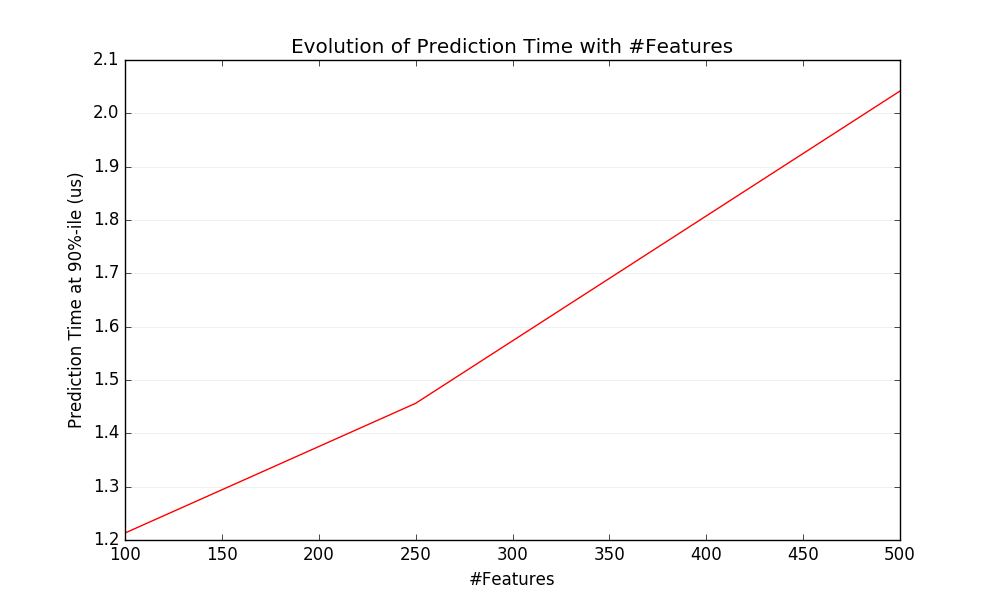 Evolution of Prediction Time with #Features
2.1
2.0
1.9
1.8
1.7
1.6
1.5
1.4
1.3
1.2
Prediction Time at 90%-ile (us)
100 150 200 250 300 350 400 450 500
#Features